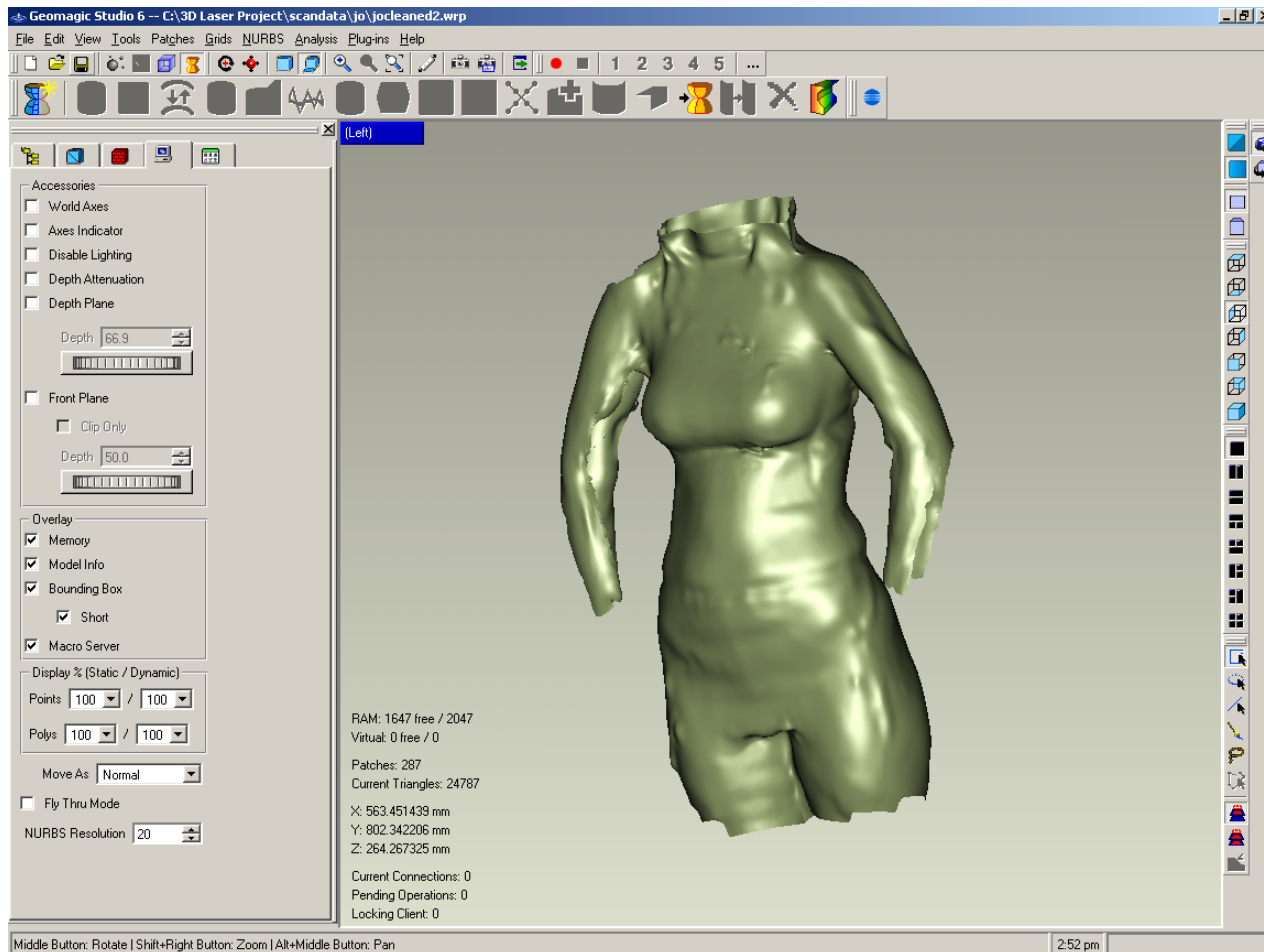 Geomagic Studio 6 -- C:\3D Laser Project\scandata\jo\jocleaned2.wrp
File Edit View Tools Patches Grids NURBS Analysis Plug-ins Help
1 2 3 4 5 ...
(Left)
Accessories
World Axes
Axes Indicator
Disable Lighting
Depth Attenuation
Depth Plane
Depth 66.9
Front Plane
Clip Only
Depth 50.0
Overlay
Memory
Model Info
Bounding Box
Short
Macro Server
Display % (Static / Dynamic)
Points 100 / 100
Polys 100 / 100
Move As Normal
Fly Thru Mode
NURBS Resolution 20
RAM: 1647 free / 2047
Virtual: 0 free / 0
Patches: 287
Current Triangles: 24787
X: 563.451439 mm
Y: 802.342206 mm
Z: 264.267325 mm
Current Connections: 0
Pending Operations: 0
Locking Client: 0
Middle Button: Rotate | Shift+Right Button: Zoom | Alt+Middle Button: Pan
2:52 pm